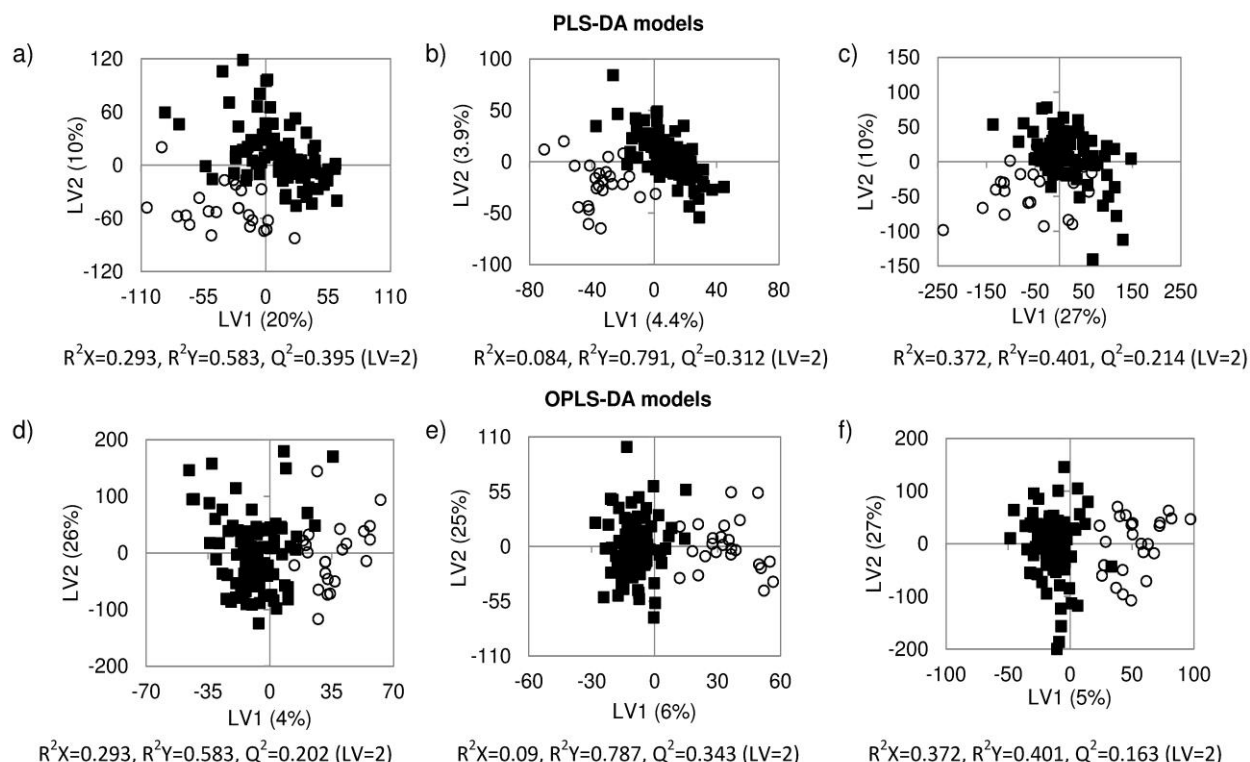 PLS-DA models
a)
b)
c)
120
60
0
-60
-120
LV2 (10%)
-110 -55 0 55 110
LV1 (20%)
100
50
0
-50
-100
LV2 (3.9%)
-80 -40 0 40 80
LV1 (4.4%)
150
100
50
0
-50
-100
-150
LV2 (10%)
-250 -150 -50 50 150 250
LV1 (27%)
R²X=0.293, R²Y=0.583, Q²=0.395 (LV=2)
R²X=0.084, R²Y=0.791, Q²=0.312 (LV=2)
R²X=0.372, R²Y=0.401, Q²=0.214 (LV=2)
OPLS-DA models
d)
e)
f)
200
100
0
-100
-200
LV2 (26%)
-70 -35 0 35 70
LV1 (4%)
110
55
0
-55
-110
LV2 (25%)
-60 -30 0 30 60
LV1 (6%)
200
100
0
-100
-200
LV2 (27%)
-100 -50 0 50 100
LV1 (5%)
R²X=0.293, R²Y=0.583, Q²=0.202 (LV=2)
R²X=0.09, R²Y=0.787, Q²=0.343 (LV=2)
R²X=0.372, R²Y=0.401, Q²=0.163 (LV=2)